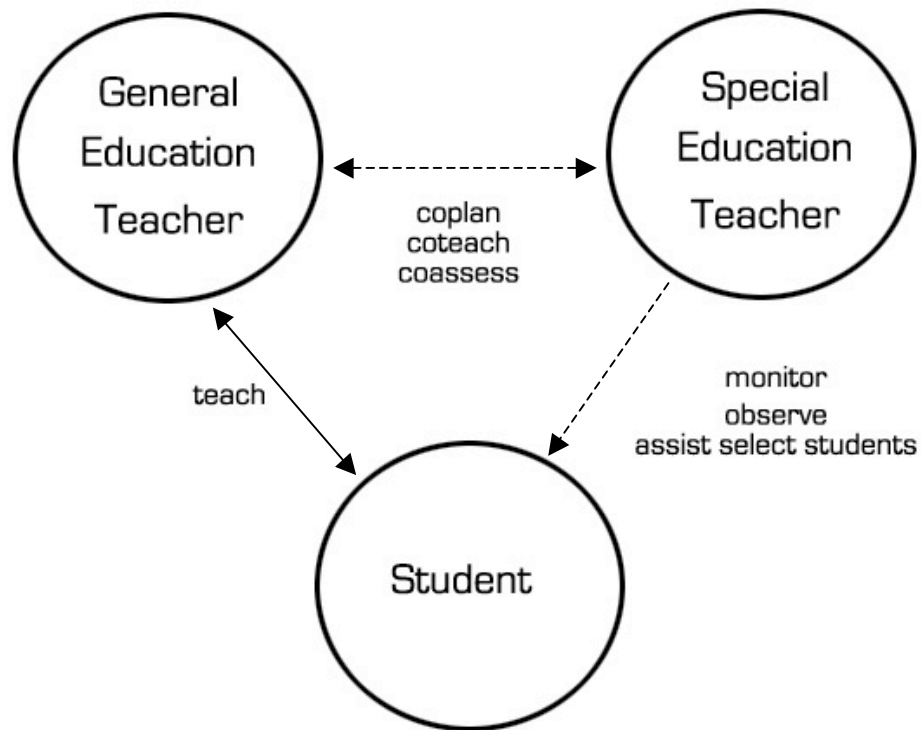 General
Education
Teacher
Special
Education
Teacher
coplan
coteach
coassess
teach
monitor
observe
assist select students
Student